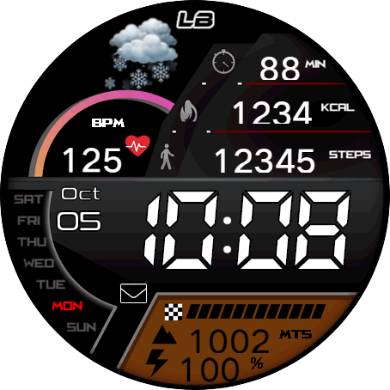 LB
88 MIN
1234 KCAL
BPM
125
12345 STEPS
Oct
05
10:08
SAT
FRI
THU
WED
TUE
MON
SUN
1002 MTS
100 %